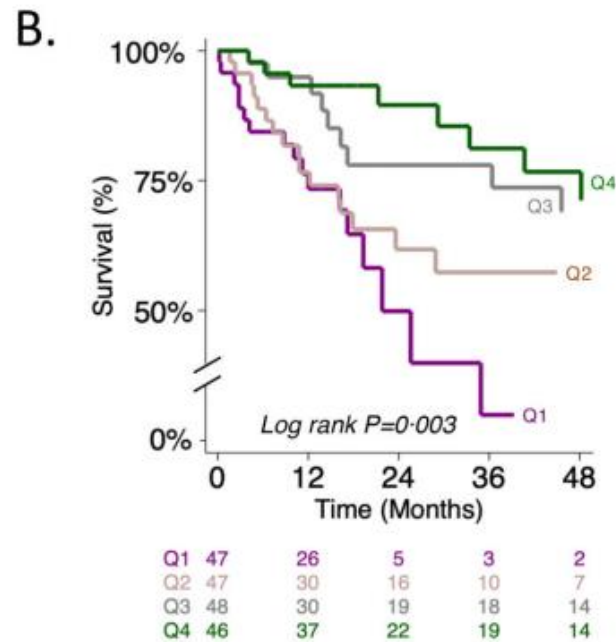 B.
100%
75%
50%
0%
Survival (%)
Q4
Q3
Q2
Q1
Log rank P=0·003
0 12 24 36 48
Time (Months)
Q1 47 26 5 3 2
Q2 47 30 16 10 7
Q3 48 30 19 18 14
Q4 46 37 22 19 14